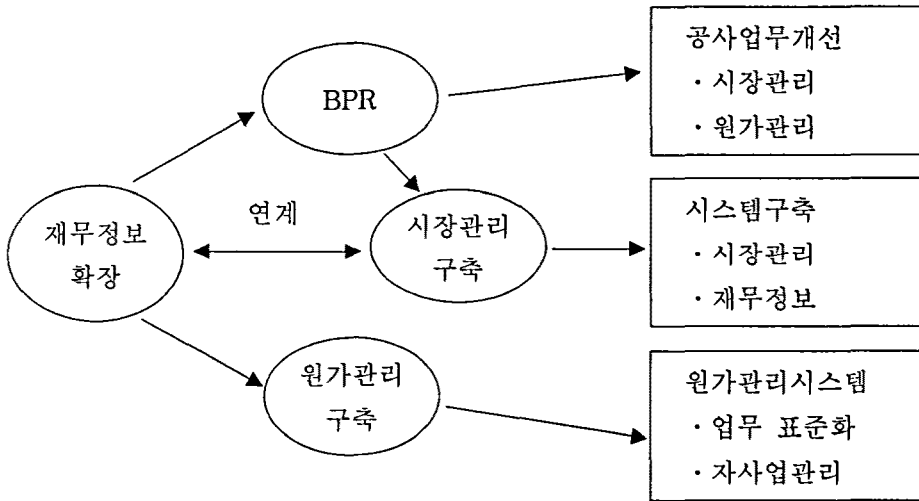 BPR
공사업무개선
· 시장관리
· 원가관리
연계
재무정보
확장
시장관리
구축
시스템구축
· 시장관리
· 재무정보
원가관리
구축
원가관리시스템
· 업무 표준화
· 자사업관리